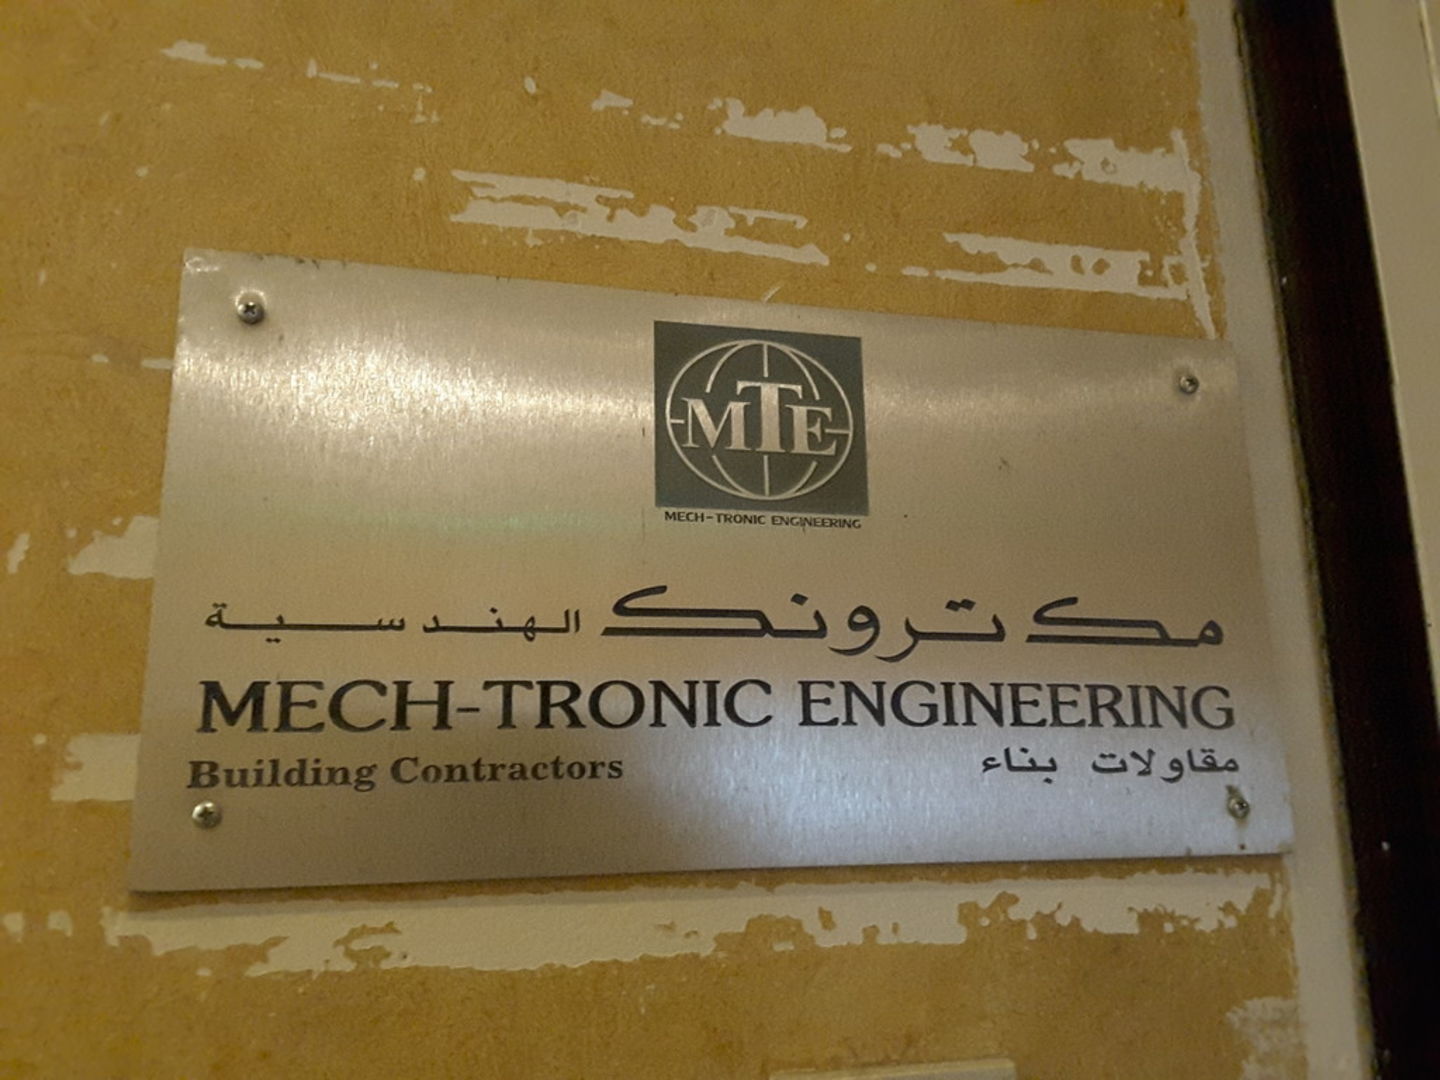 MTE
MECH-TRONIC ENGINEERING
مكترونك الهندسية
MECH-TRONIC ENGINEERING
Building Contractors مقاولات بناء